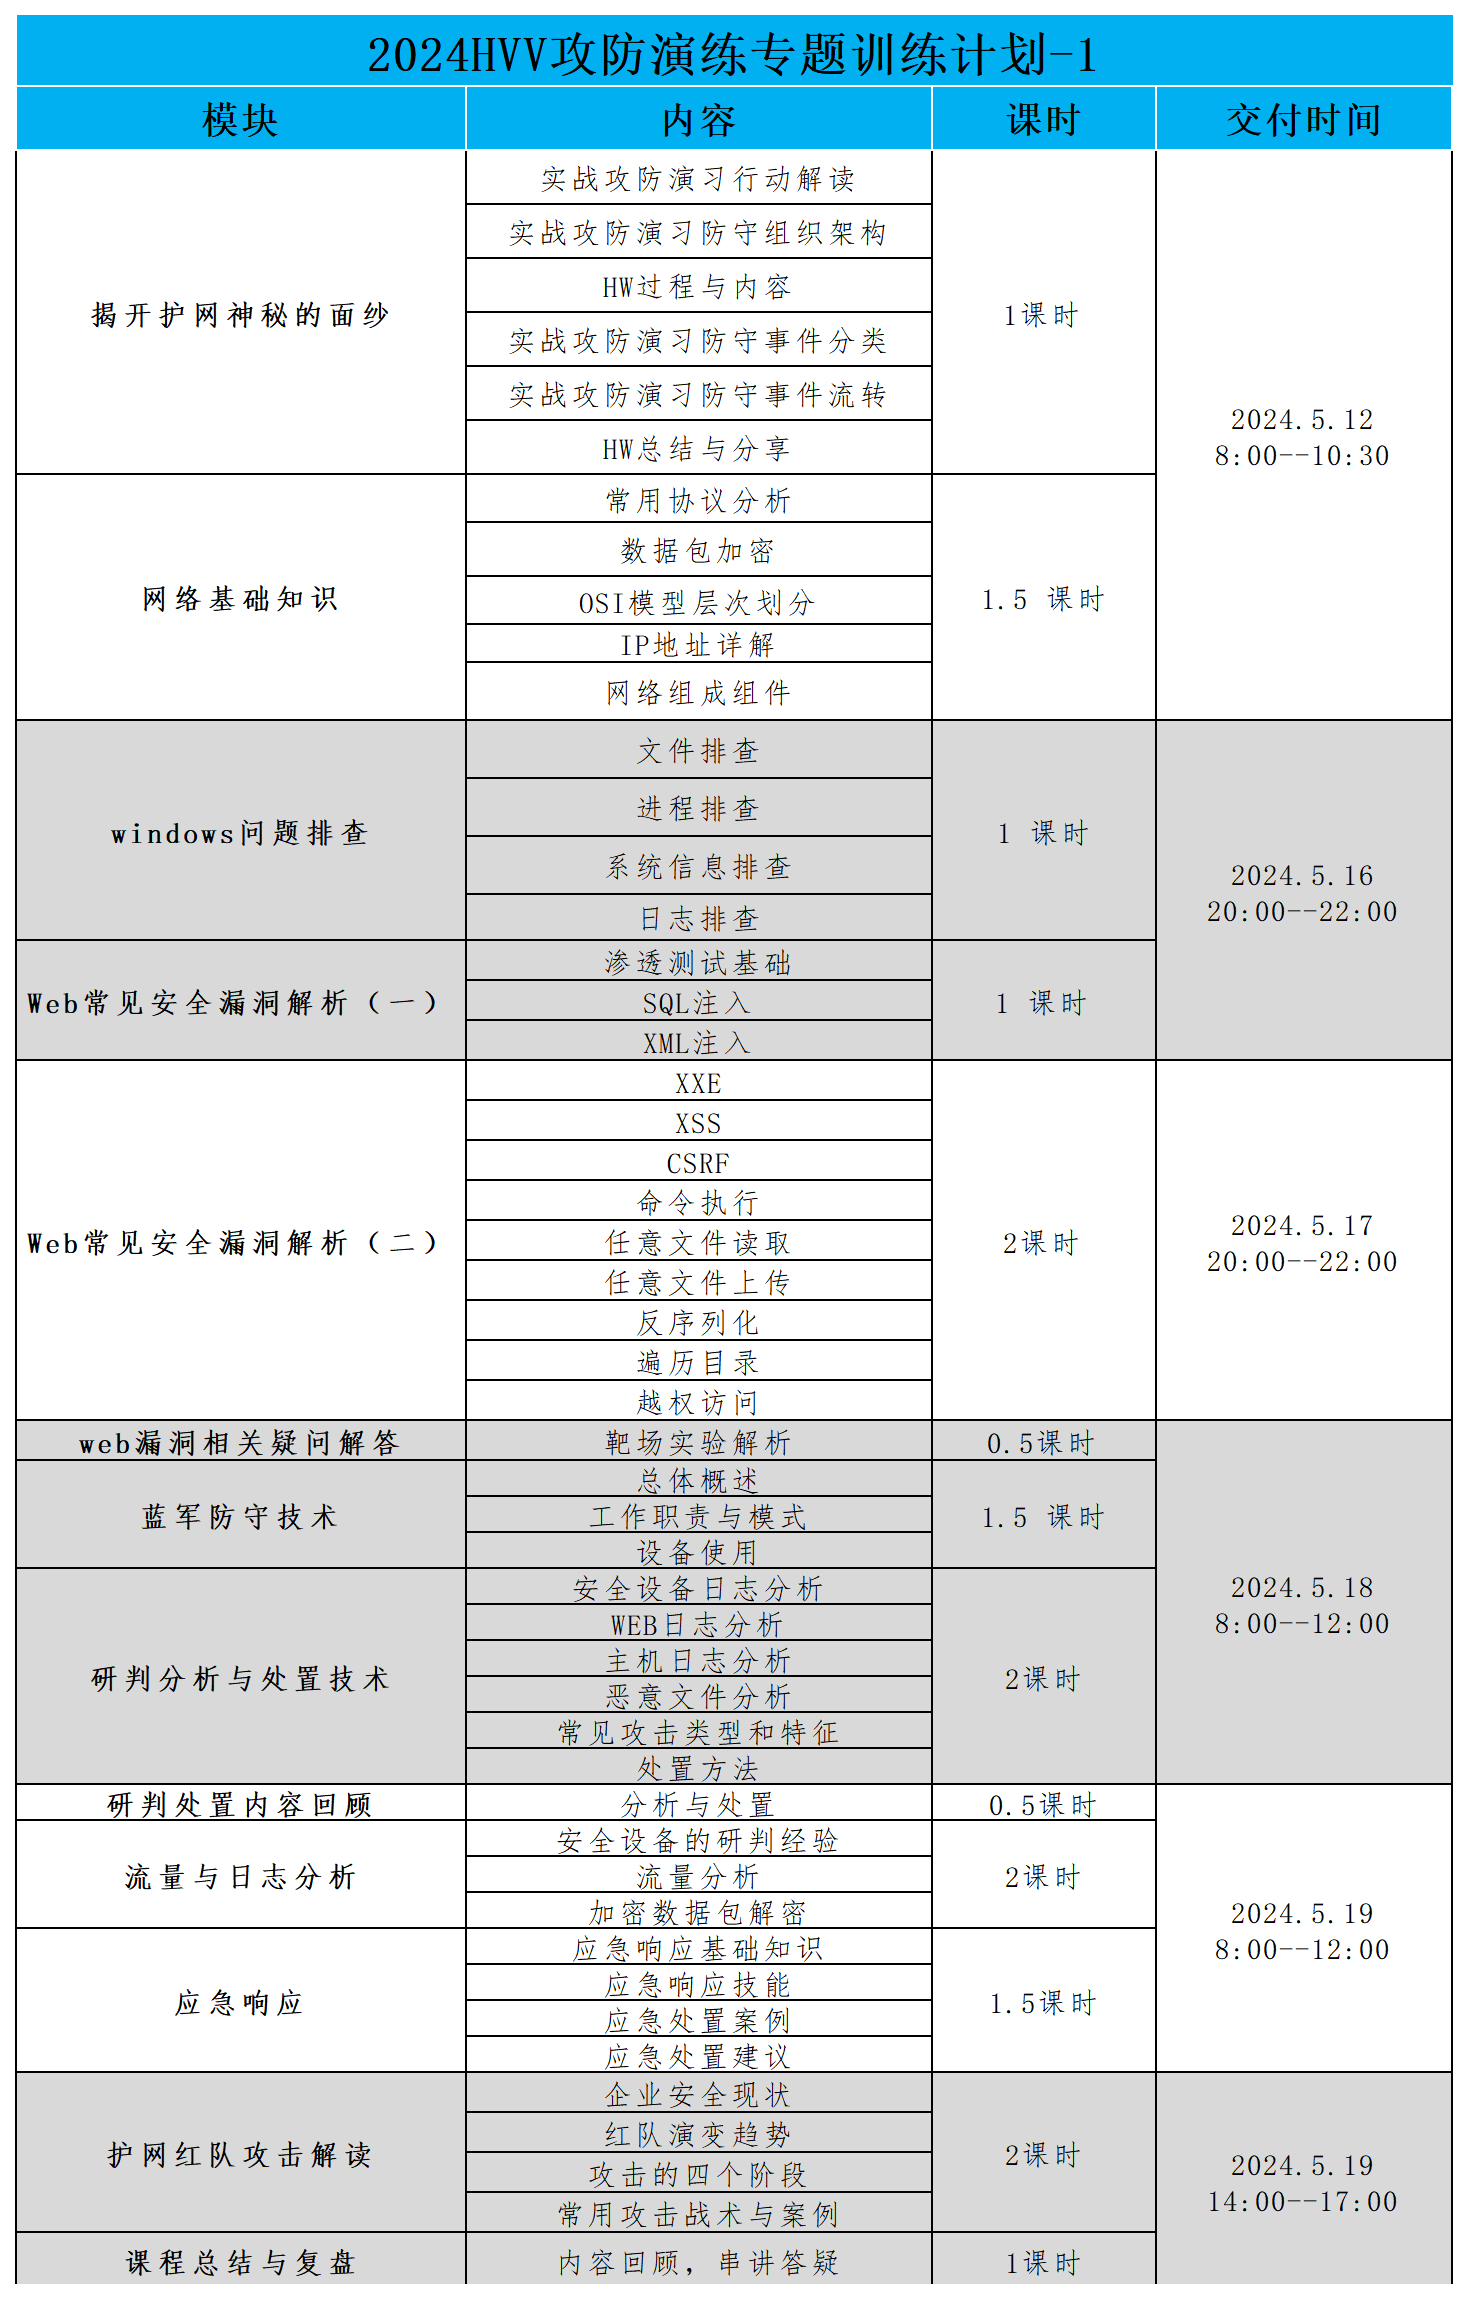 2024HVV攻防演练专题训练计划-1
模块 内容 课时 交付时间
揭开护网神秘的面纱
实战攻防演习行动解读
实战攻防演习防守组织架构
HW过程与内容
实战攻防演习防守事件分类
实战攻防演习防守事件流转
HW总结与分享
1课时
2024.5.12
8:00--10:30
网络基础知识
常用协议分析
数据包加密
OSI模型层次划分
IP地址详解
网络组成组件
1.5 课时
windows问题排查
文件排查
进程排查
系统信息排查
日志排查
1 课时
2024.5.16
20:00--22:00
Web常见安全漏洞解析（一）
渗透测试基础
SQL注入
XML注入
1 课时
Web常见安全漏洞解析（二）
XXE
XSS
CSRF
命令执行
任意文件读取
任意文件上传
反序列化
遍历目录
越权访问
2课时
2024.5.17
20:00--22:00
web漏洞相关疑问解答
靶场实验解析
0.5课时
2024.5.18
8:00--12:00
蓝军防守技术
总体概述
工作职责与模式
设备使用
1.5 课时
研判分析与处置技术
安全设备日志分析
WEB日志分析
主机日志分析
恶意文件分析
常见攻击类型和特征
处置方法
2课时
研判处置内容回顾
分析与处置
0.5课时
2024.5.19
8:00--12:00
流量与日志分析
安全设备的研判经验
流量分析
加密数据包解密
2课时
应急响应
应急响应基础知识
应急响应技能
应急处置案例
应急处置建议
1.5课时
护网红队攻击解读
企业安全现状
红队演变趋势
攻击的四个阶段
常用攻击战术与案例
2课时
2024.5.19
14:00--17:00
课程总结与复盘
内容回顾，串讲答疑
1课时